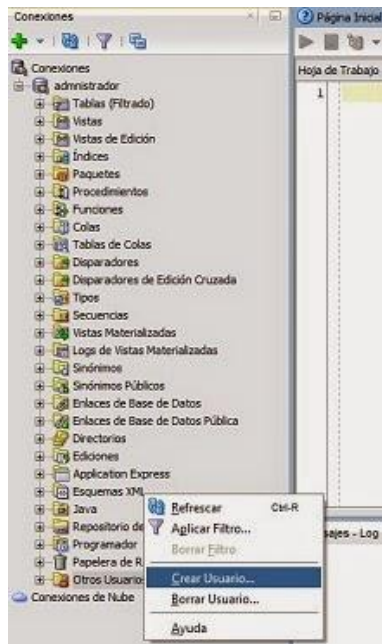 Conexiones
Página Inicial
Conexiones
Hoja de Trabajo
admnistrador
1
Tablas (Filtrado)
Vistas
Vistas de Edición
Índices
Paquetes
Procedimientos
Funciones
Colas
Tablas de Colas
Disparadores
Disparadores de Edición Cruzada
Tipos
Secuencias
Vistas Materializadas
Logs de Vistas Materializadas
Sinónimos
Sinónimos Públicos
Enlaces de Base de Datos
Enlaces de Base de Datos Pública
Directorios
Ediciones
Application Express
Esquemas XML
Java
Refrescar Ctrl-R
Repositorio de
Aplicar Filtro...
sajes - Log
Programador
Borrar Filtro
Papelera de R
Otros Usuario
Crear Usuario...
Conexiones de Nube
Borrar Usuario...
Ayuda